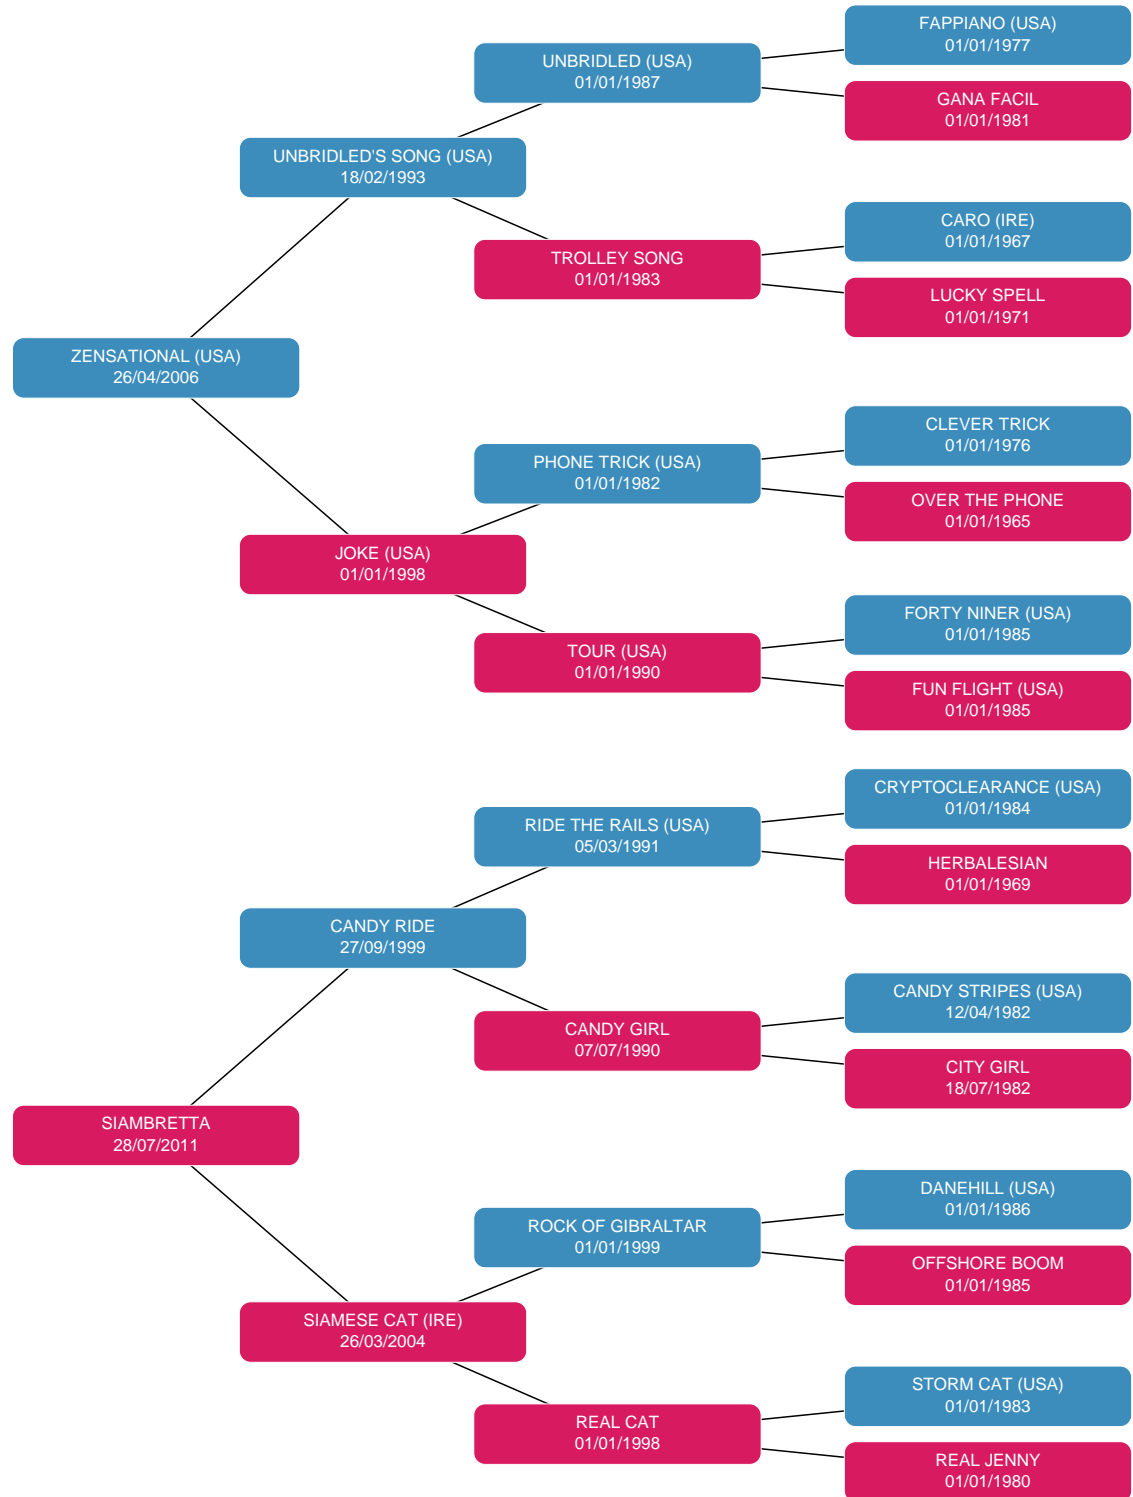 FAPPIANO (USA)
01/01/1977
UNBRIDLED (USA)
01/01/1987
GANA FACIL
01/01/1981
UNBRIDLED'S SONG (USA)
18/02/1993
CARO (IRE)
01/01/1967
TROLLEY SONG
01/01/1983
LUCKY SPELL
01/01/1971
ZENSATIONAL (USA)
26/04/2006
CLEVER TRICK
01/01/1976
PHONE TRICK (USA)
01/01/1982
OVER THE PHONE
01/01/1965
JOKE (USA)
01/01/1998
FORTY NINER (USA)
01/01/1985
TOUR (USA)
01/01/1990
FUN FLIGHT (USA)
01/01/1985
CRYPTOCLEARANCE (USA)
01/01/1984
RIDE THE RAILS (USA)
05/03/1991
HERBALESIAN
01/01/1969
CANDY RIDE
27/09/1999
CANDY STRIPES (USA)
12/04/1982
CANDY GIRL
07/07/1990
CITY GIRL
18/07/1982
SIAMBRETTA
28/07/2011
DANEHILL (USA)
01/01/1986
ROCK OF GIBRALTAR
01/01/1999
OFFSHORE BOOM
01/01/1985
SIAMESE CAT (IRE)
26/03/2004
STORM CAT (USA)
01/01/1983
REAL CAT
01/01/1998
REAL JENNY
01/01/1980